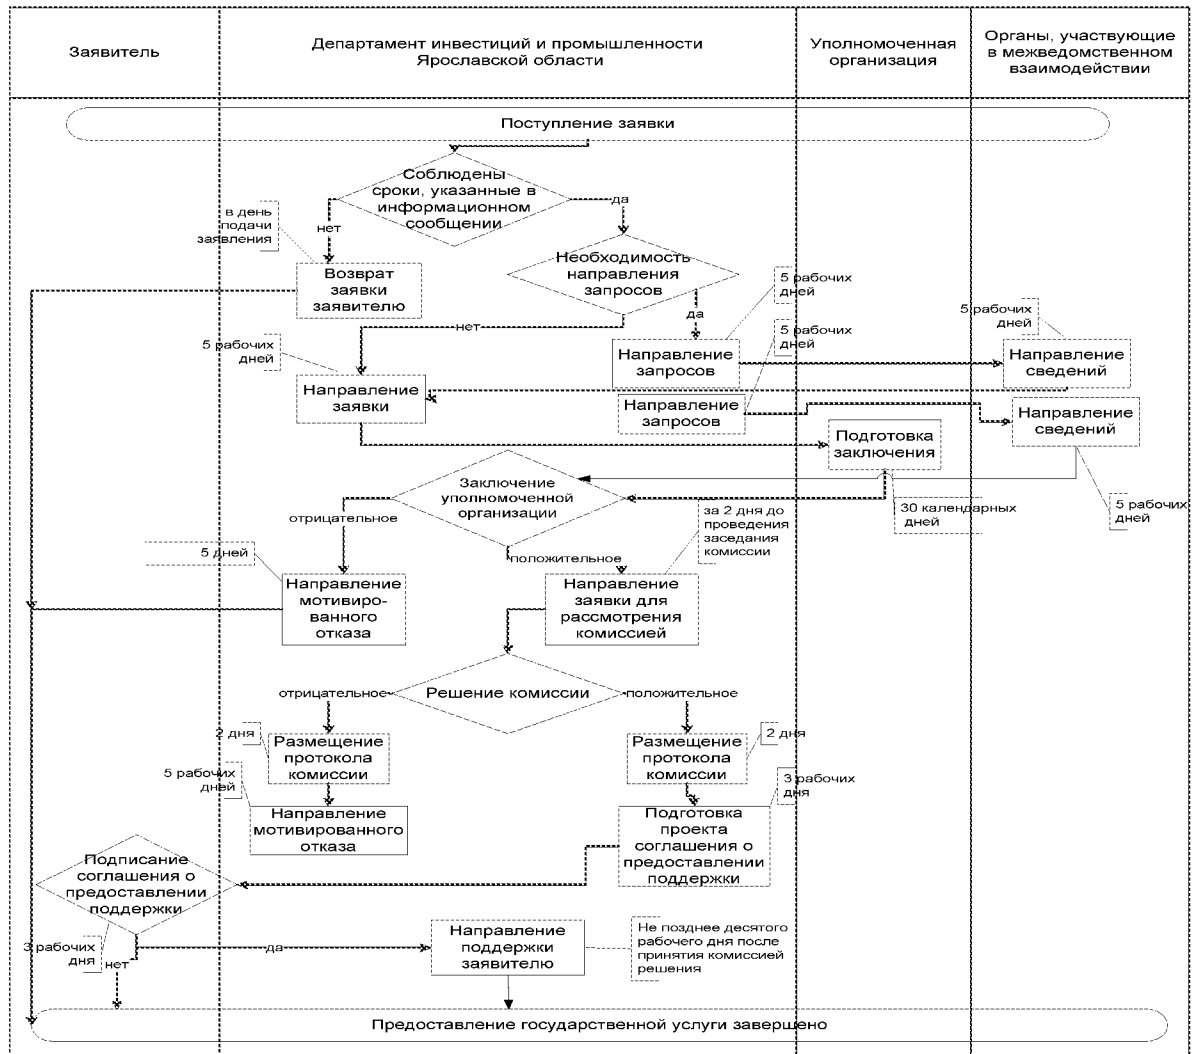 Заявитель
Департамент инвестиций и промышленности
Ярославской области
Уполномоченная
организация
Органы, участвующие
в межведомственном
взаимодействии
Поступление заявки
Соблюдены
сроки, указанные в
информационном
сообщении
да
нет
в день
подачи
заявления
Возврат
заявки
заявителю
Необходимость
направления
запросов
да
нет
5 рабочих
дней
5 рабочих
дней
5 рабочих
дней
5 рабочих
дней
Направление
запросов
Направление
сведений
Направление
заявки
Направление
запросов
Направление
сведений
Подготовка
заключения
Заключение
уполномоченной
организации
отрицательное
положительное
за 2 дня до
проведения
заседания
комиссии
30 календарных
дней
5 рабочих
дней
5 дней
Направление
мотивиро-
ванного
отказа
Направление
заявки для
рассмотрения
комиссией
Решение комиссии
отрицательное
положительное
2 дня
Размещение
протокола
комиссии
Размещение
протокола
комиссии
2 дня
5 рабочих
дней
3 рабочих
дня
Направление
мотивированного
отказа
Подготовка
проекта
соглашения о
предоставлении
поддержки
Подписание
соглашения о
предоставлении
поддержки
3 рабочих
дня
нет
да
Направление
поддержки
заявителю
Не позднее десятого
рабочего дня после
принятия комиссией
решения
Предоставление государственной услуги завершено